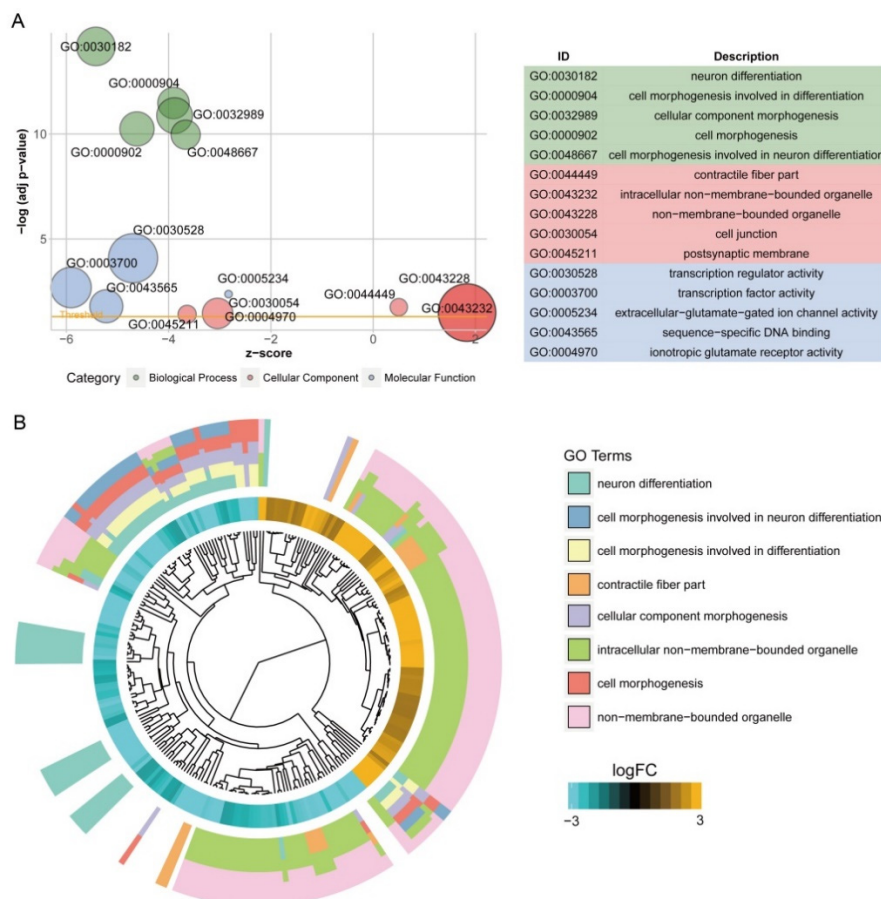 A
GO:0030182
GO:0000904
GO:0032989
GO:0000902
GO:0048667
GO:0030528
GO:0003700
GO:0043565
GO:0005234
GO:0043228
GO:0044449
GO:0030054
GO:0043232
GO:0045211
GO:0004970
Threshold
10
5
−log (adj p−value)
−6 −4 −2 0 2
z−score
Category Biological Process Cellular Component Molecular Function
ID Description
GO:0030182 neuron differentiation
GO:0000904 cell morphogenesis involved in differentiation
GO:0032989 cellular component morphogenesis
GO:0000902 cell morphogenesis
GO:0048667 cell morphogenesis involved in neuron differentiation
GO:0044449 contractile fiber part
GO:0043232 intracellular non−membrane−bounded organelle
GO:0043228 non−membrane−bounded organelle
GO:0030054 cell junction
GO:0045211 postsynaptic membrane
GO:0030528 transcription regulator activity
GO:0003700 transcription factor activity
GO:0005234 extracellular−glutamate−gated ion channel activity
GO:0043565 sequence−specific DNA binding
GO:0004970 ionotropic glutamate receptor activity
B
GO Terms
neuron differentiation
cell morphogenesis involved in neuron differentiation
cell morphogenesis involved in differentiation
contractile fiber part
cellular component morphogenesis
intracellular non−membrane−bounded organelle
cell morphogenesis
non−membrane−bounded organelle
logFC
−3 3